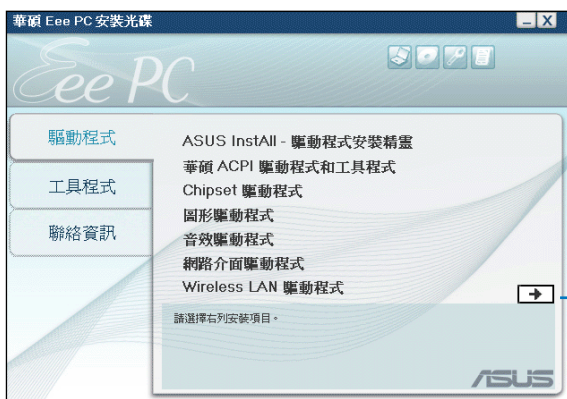 華碩 Eee PC 安裝光碟
Eee PC
驅動程式
工具程式
聯絡資訊
ASUS InstAll - 驅動程式安裝精靈
華碩 ACPI 驅動程式和工具程式
Chipset 驅動程式
圖形驅動程式
音效驅動程式
網路介面驅動程式
Wireless LAN 驅動程式
請選擇右列安裝項目。
ASUS